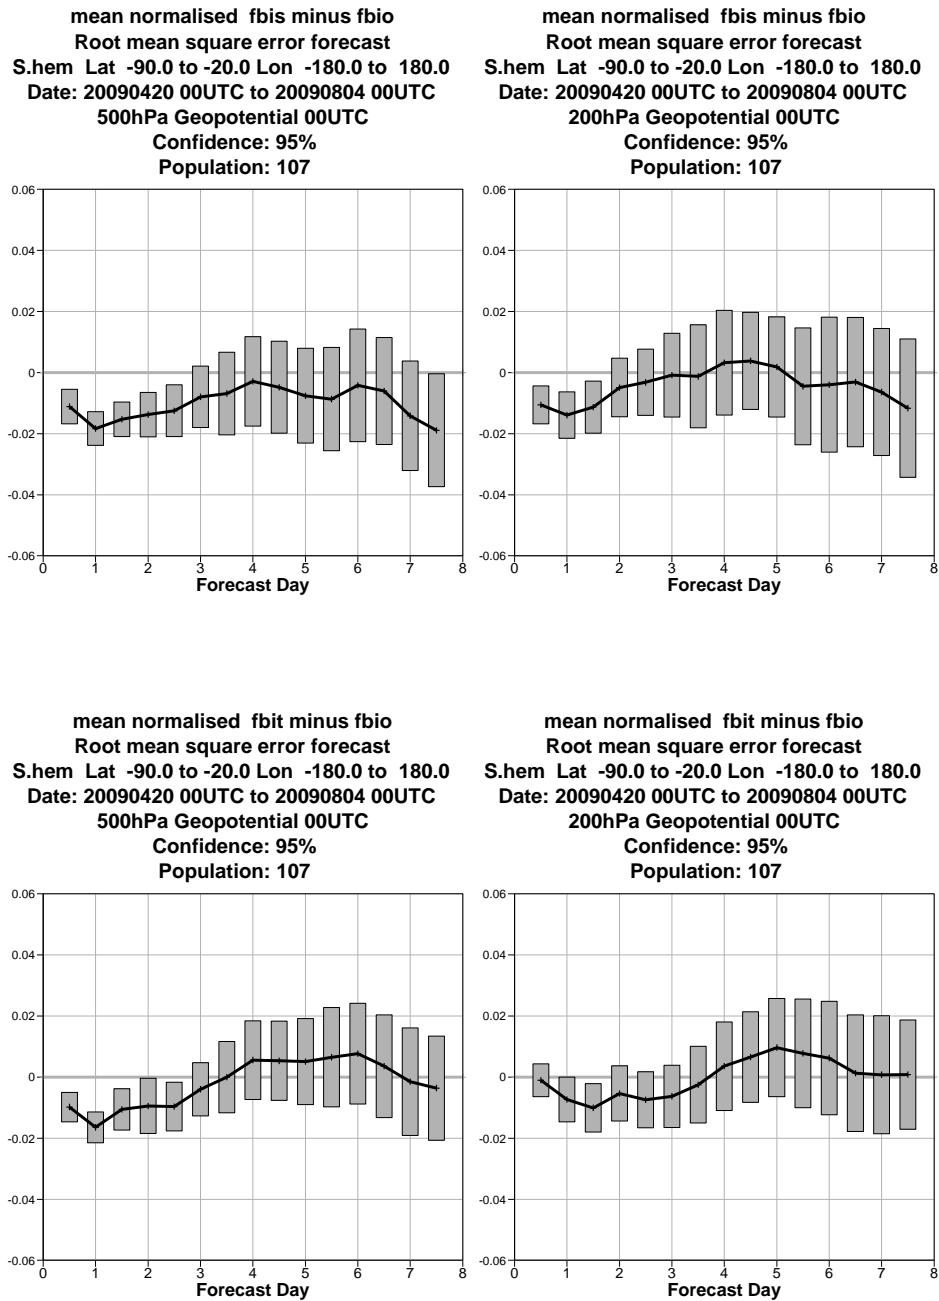 mean normalised fbis minus fbio
Root mean square error forecast
S.hem Lat -90.0 to -20.0 Lon -180.0 to 180.0
Date: 20090420 00UTC to 20090804 00UTC
500hPa Geopotential 00UTC
Confidence: 95%
Population: 107
0.06
0.04
0.02
0
-0.02
-0.04
-0.06
0 1 2 3 4 5 6 7 8
Forecast Day
mean normalised fbis minus fbio
Root mean square error forecast
S.hem Lat -90.0 to -20.0 Lon -180.0 to 180.0
Date: 20090420 00UTC to 20090804 00UTC
200hPa Geopotential 00UTC
Confidence: 95%
Population: 107
0.06
0.04
0.02
0
-0.02
-0.04
-0.06
0 1 2 3 4 5 6 7 8
Forecast Day
mean normalised fbit minus fbio
Root mean square error forecast
S.hem Lat -90.0 to -20.0 Lon -180.0 to 180.0
Date: 20090420 00UTC to 20090804 00UTC
500hPa Geopotential 00UTC
Confidence: 95%
Population: 107
0.06
0.04
0.02
0
-0.02
-0.04
-0.06
0 1 2 3 4 5 6 7 8
Forecast Day
mean normalised fbit minus fbio
Root mean square error forecast
S.hem Lat -90.0 to -20.0 Lon -180.0 to 180.0
Date: 20090420 00UTC to 20090804 00UTC
200hPa Geopotential 00UTC
Confidence: 95%
Population: 107
0.06
0.04
0.02
0
-0.02
-0.04
-0.06
0 1 2 3 4 5 6 7 8
Forecast Day